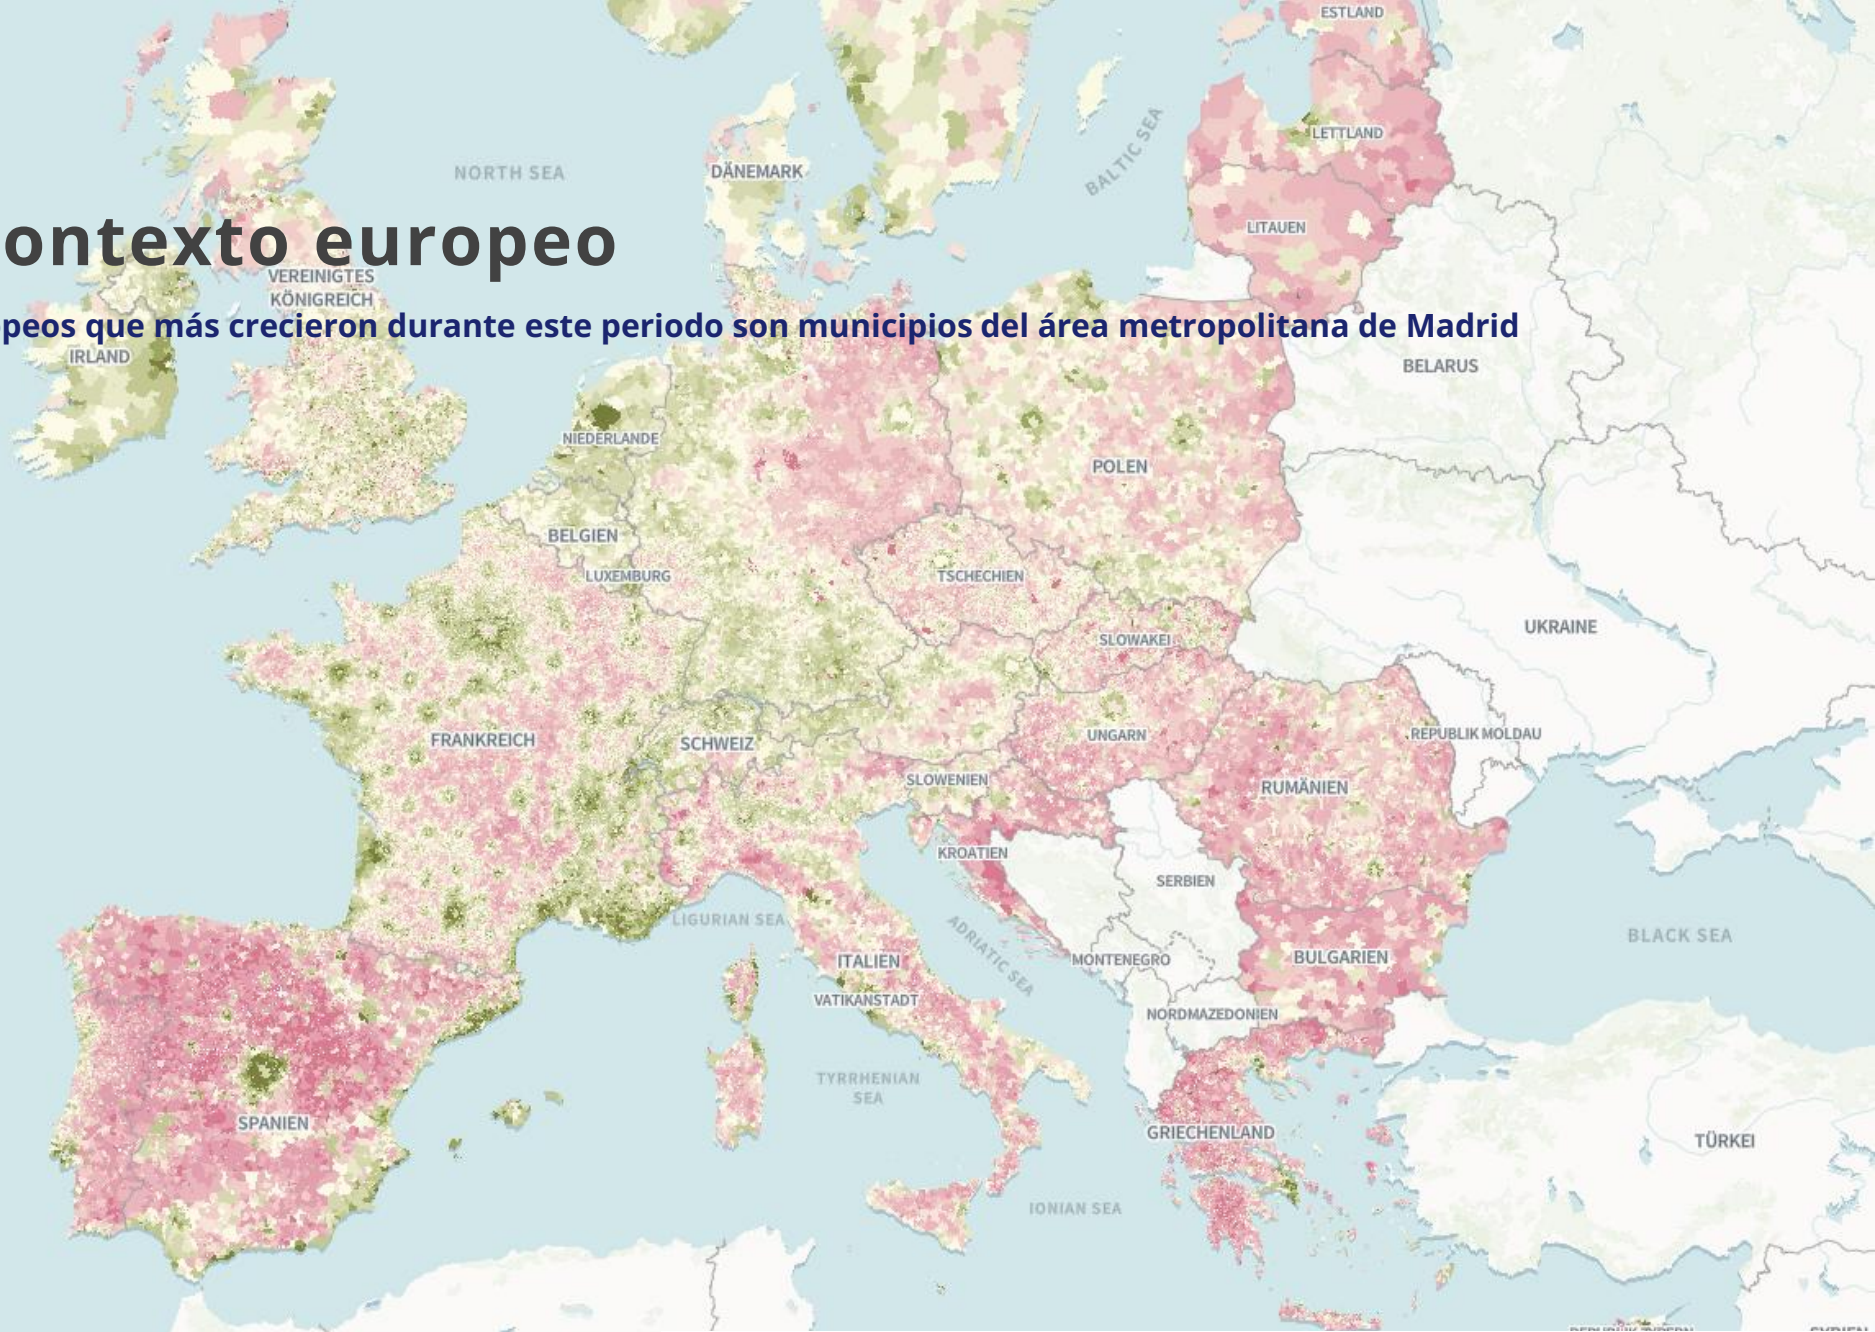 ESTLAND
LETTLAND
NORTH SEA
DÄNEMARK
BALTIC SEA
LITAUEN
ontexto europeo
VEREINIGTES
KÖNIGREICH
peos que más crecieron durante este periodo son municipios del área metropolitana de Madrid
IRLAND
BELARUS
NIEDERLANDE
POLEN
BELGIEN
LUXEMBURG
TSCHECHIEN
UKRAINE
SLOWAKEI
FRANKREICH
SCHWEIZ
UNGARN
REPUBLIK MOLDAU
SLOWENIEN
RUMÄNIEN
KROATIEN
SERBIEN
LIGURIAN SEA
ADRIATIC SEA
BLACK SEA
ITALIEN
MONTENEGRO
BULGARIEN
VATIKANSTADT
NORDMAZEDONIEN
TYRRHENIAN
SEA
SPANIEN
GRIECHENLAND
TÜRKEI
IONIAN SEA